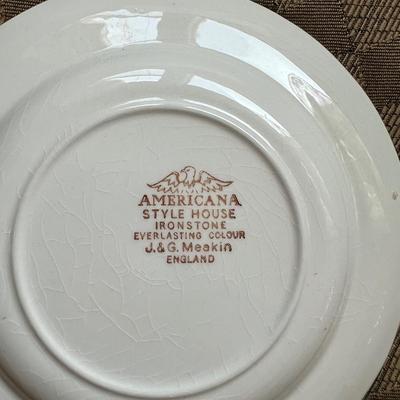 AMERICANA
STYLE HOUSE
IRONSTONE
EVERLASTING COLOUR
J.&G. Meakin
ENGLAND